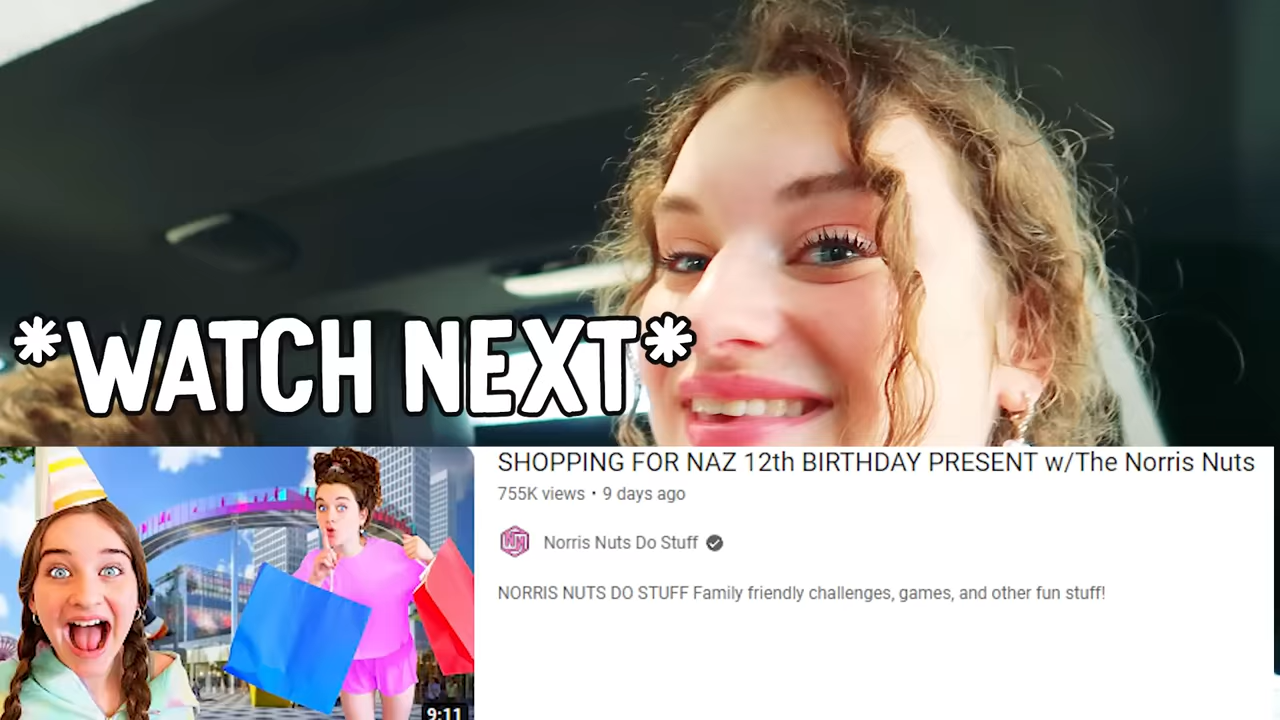 *WATCH NEXT*
SHOPPING FOR NAZ 12th BIRTHDAY PRESENT w/The Norris Nuts
755K views • 9 days ago
Norris Nuts Do Stuff
NORRIS NUTS DO STUFF Family friendly challenges, games, and other fun stuff!
9:11